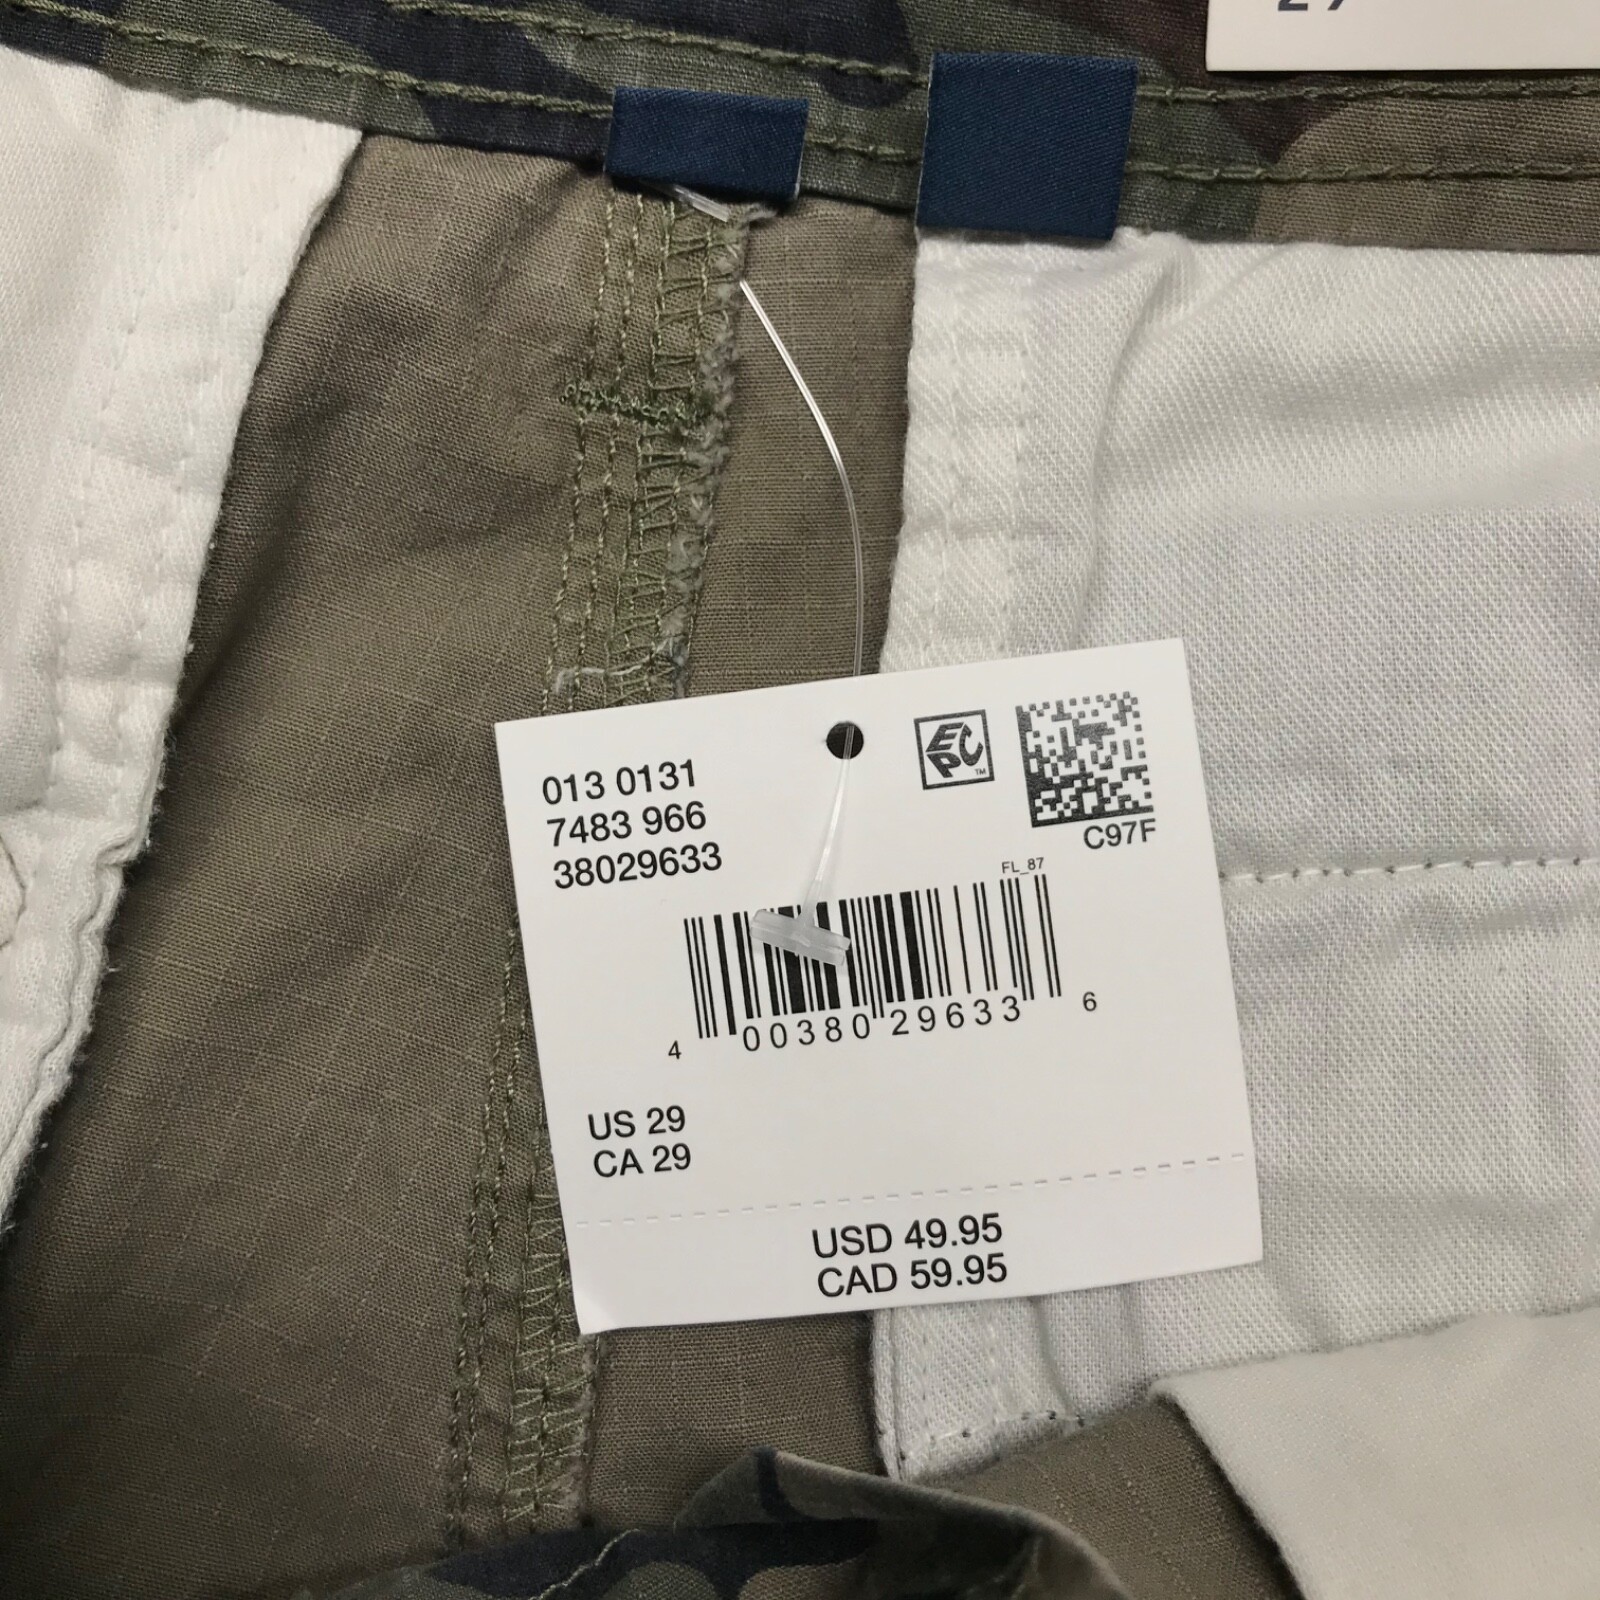 013 0131
7483 966
38029633
EPC™
C97F
FL_87
4 00380 29633 6
US 29
CA 29
USD 49.95
CAD 59.95